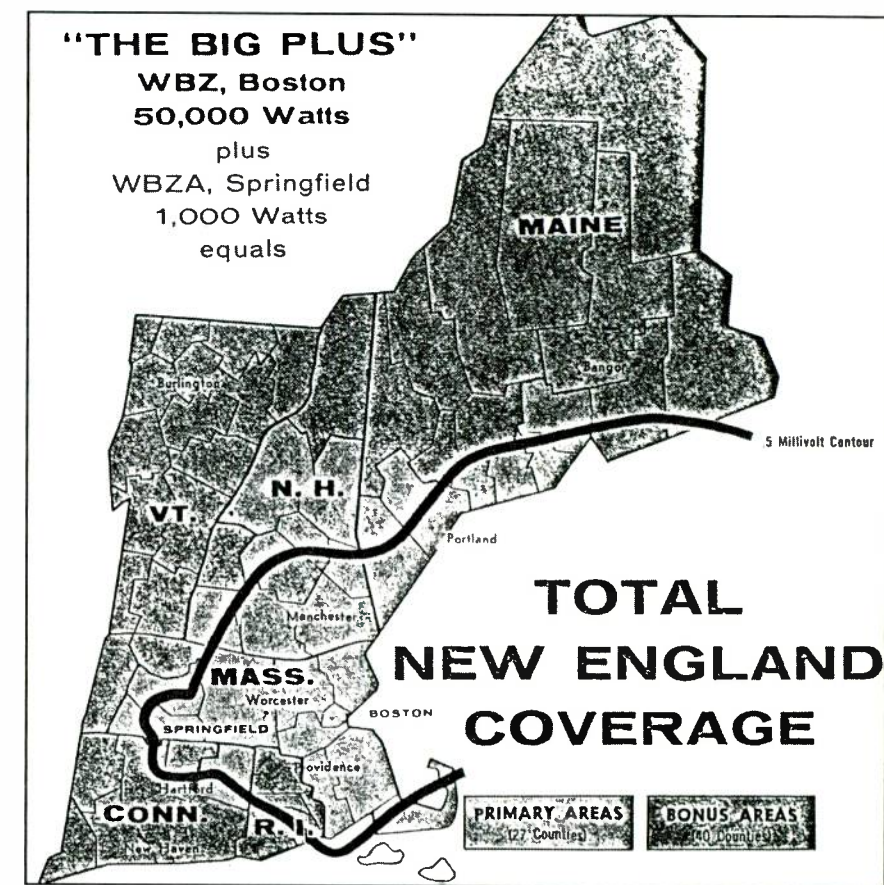 "THE BIG PLUS"
WBZ, Boston
50,000 Watts
plus
WBZA, Springfield
1,000 Watts
equals
MAINE
Bangor
Burlington
.5 Millivolt Contour
N. H.
VT.
Portland
Manchester
TOTAL
NEW ENGLAND
COVERAGE
MASS.
Worcester
BOSTON
SPRINGFIELD
Providence
Hartford
CONN.
R. I.
New Haven
PRIMARY AREAS
(27 Counties)
BONUS AREAS
(40 Counties)